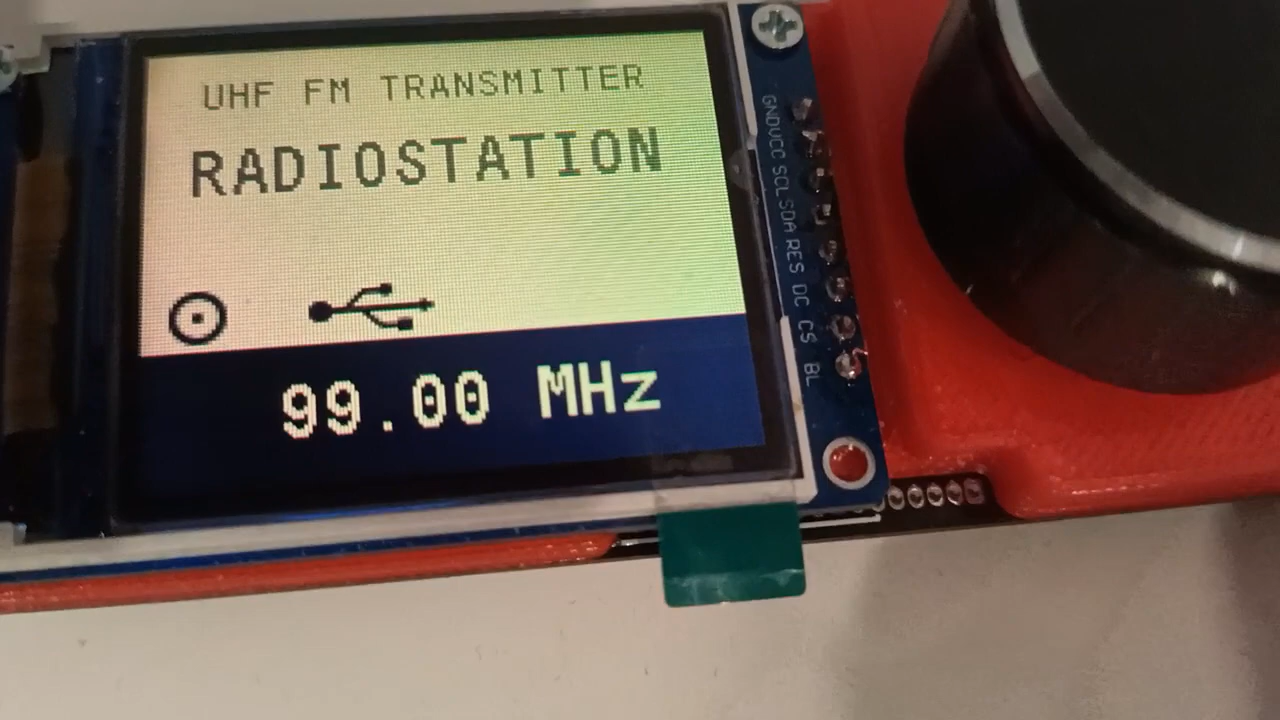 UHF FM TRANSMITTER
RADIOSTATION
99.00 MHz
GND VCC SCL SDA RES DC CS BL